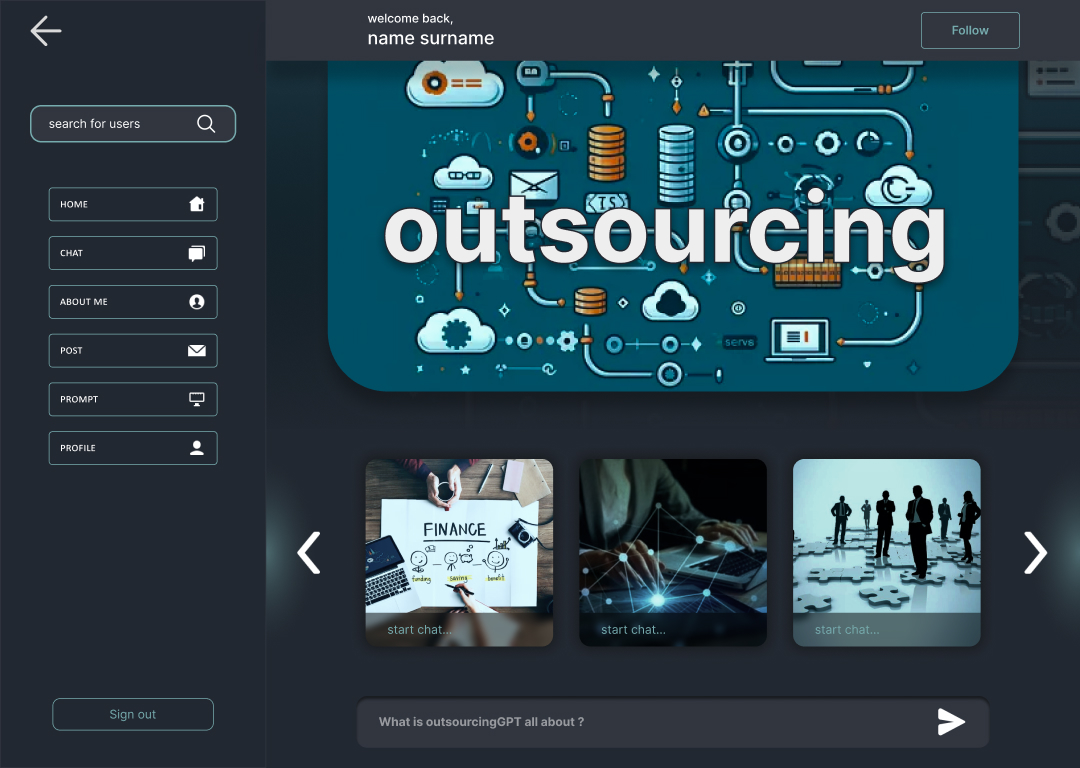 welcome back,
name surname
Follow
search for users
HOME
CHAT
ABOUT ME
POST
PROMPT
PROFILE
Sign out
outsourcing
servs
FINANCE
funding
saving
benefit
start chat...
start chat...
start chat...
What is outsourcingGPT all about ?